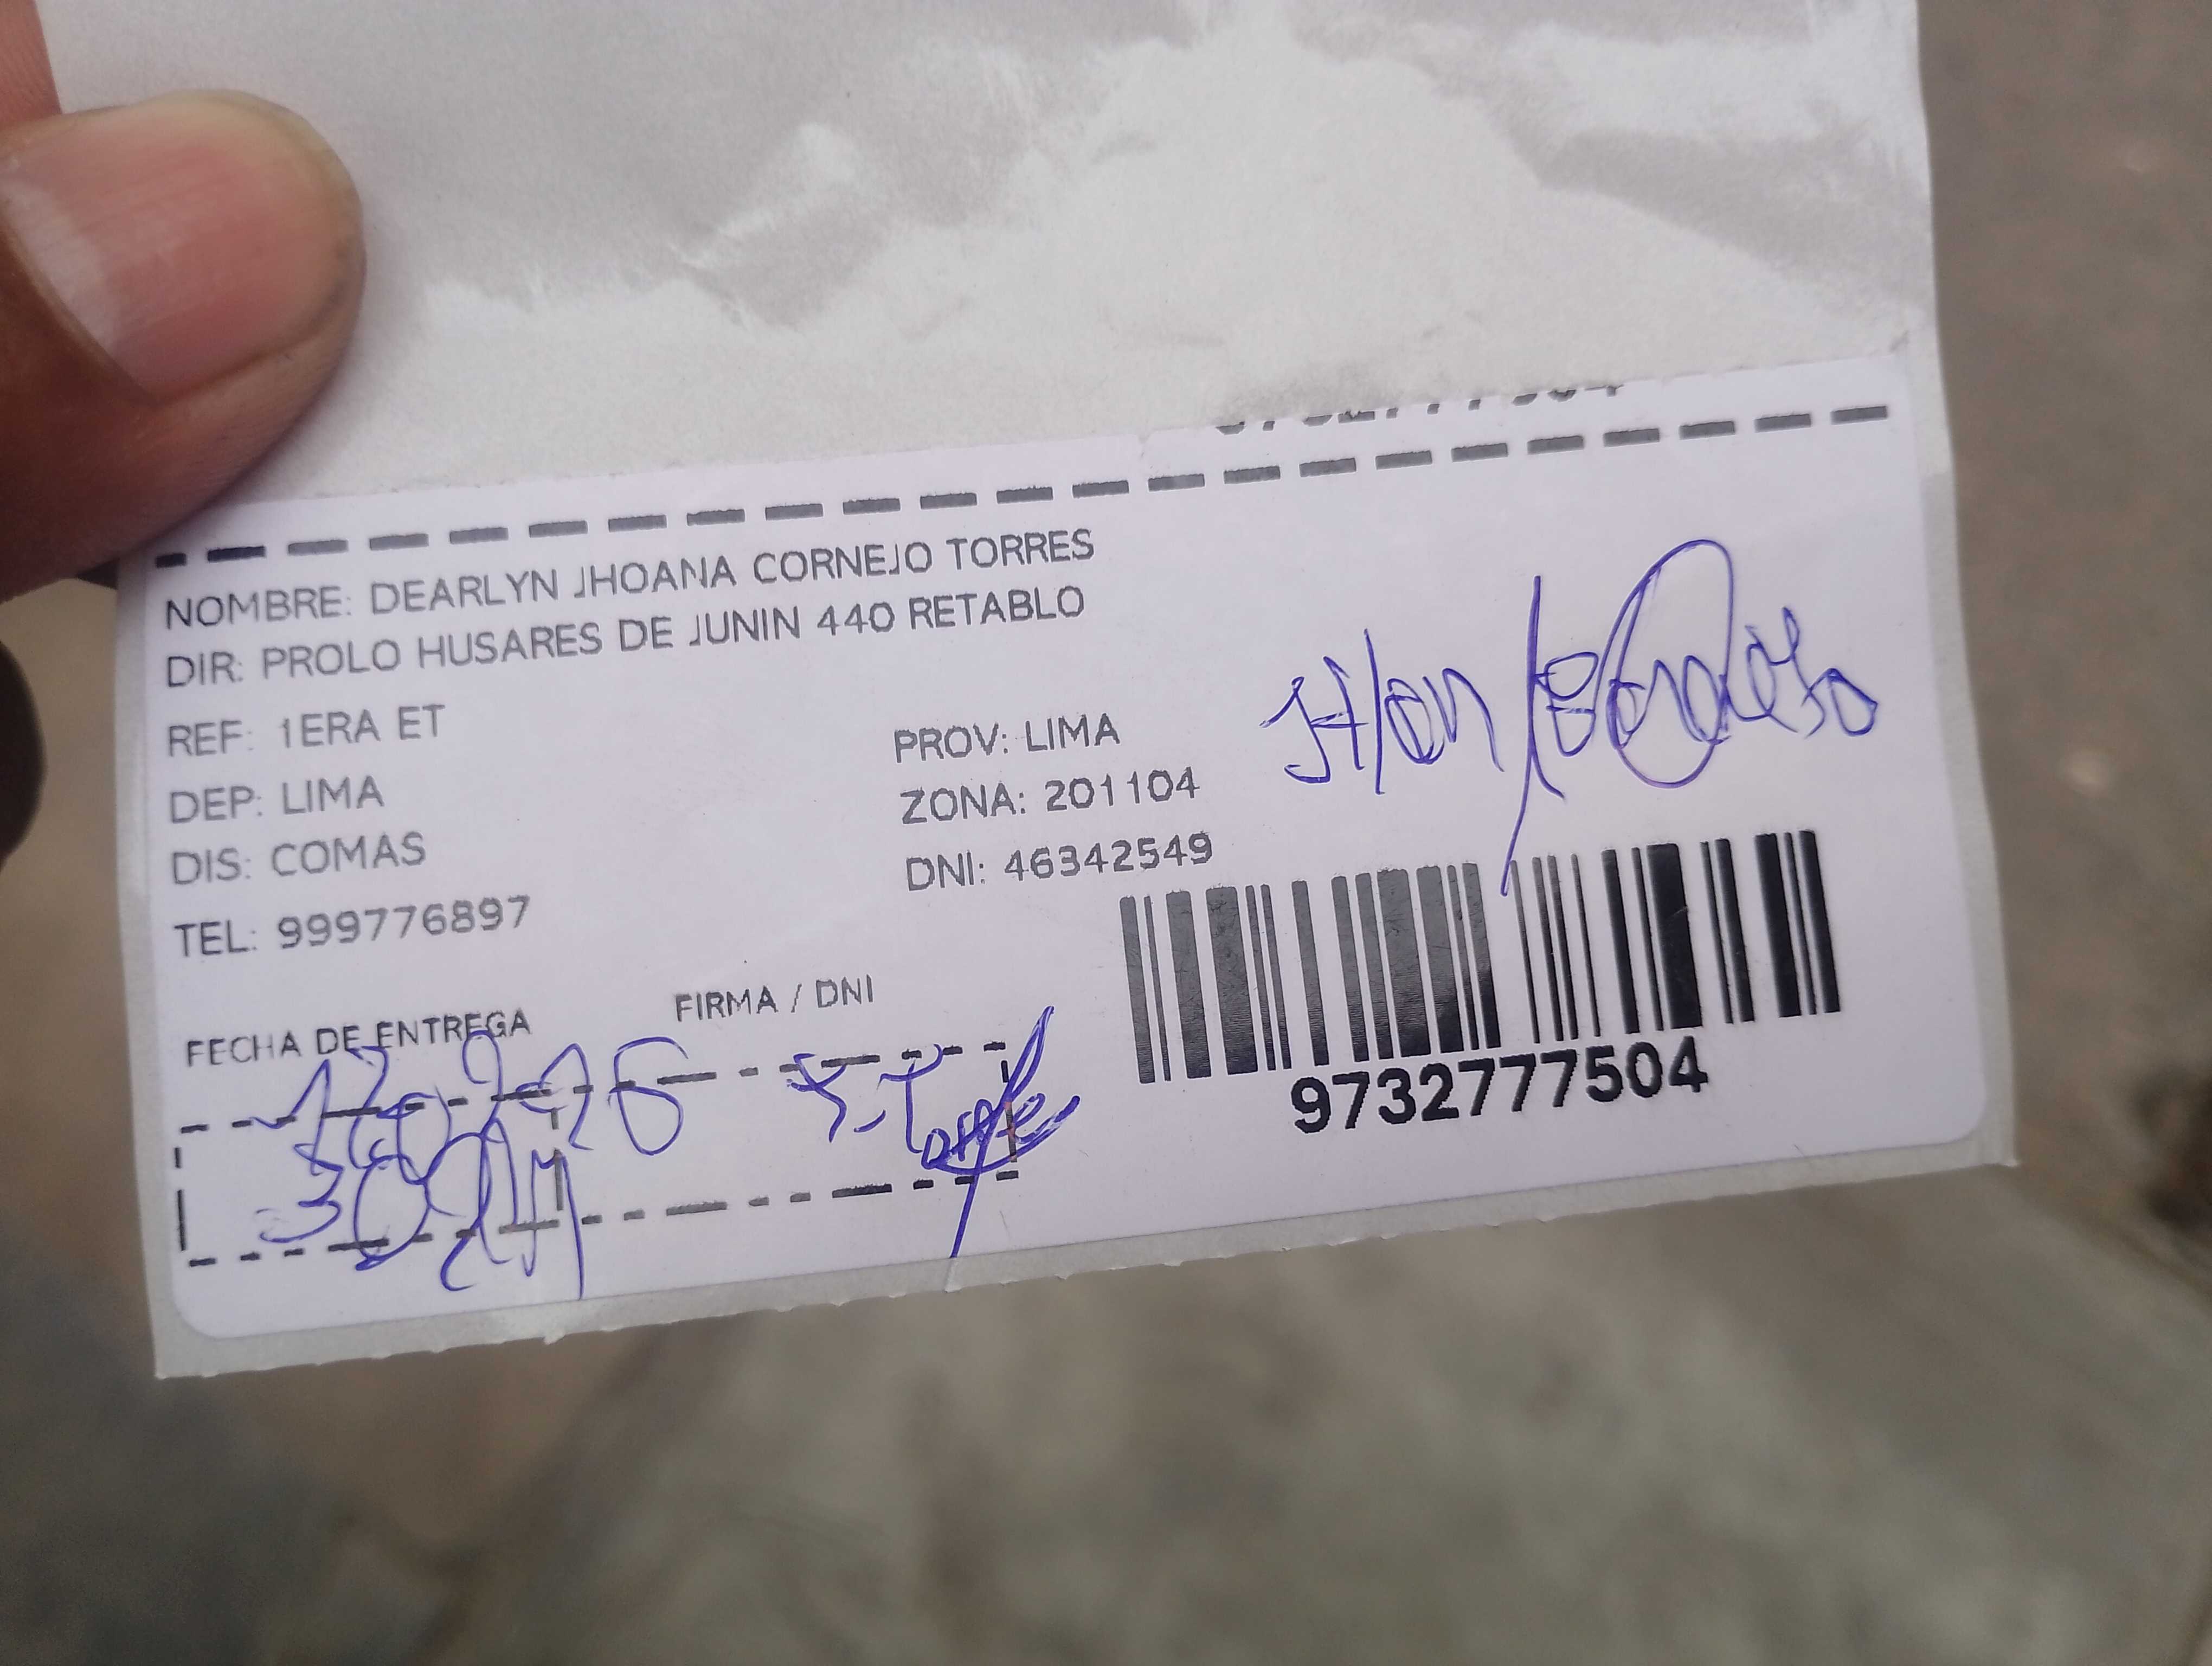 NOMBRE: DEARLYN JHOANA CORNEJO TORRES
DIR: PROLO HUSARES DE JUNIN 440 RETABLO
REF: 1ERA ET
DEP: LIMA
PROV: LIMA
DIS: COMAS
ZONA: 201104
TEL: 999776897
DNI: 46342549
FECHA DE ENTREGA
FIRMA / DNI
9732777504